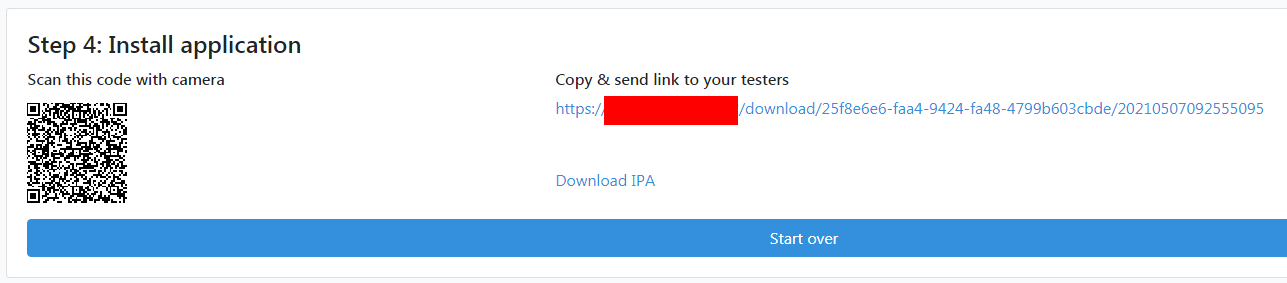 Step 4: Install application
Scan this code with camera
Copy & send link to your testers
https:/ /download/25f8e6e6-faa4-9424-fa48-4799b603cbde/20210507092555095
Download IPA
Start over